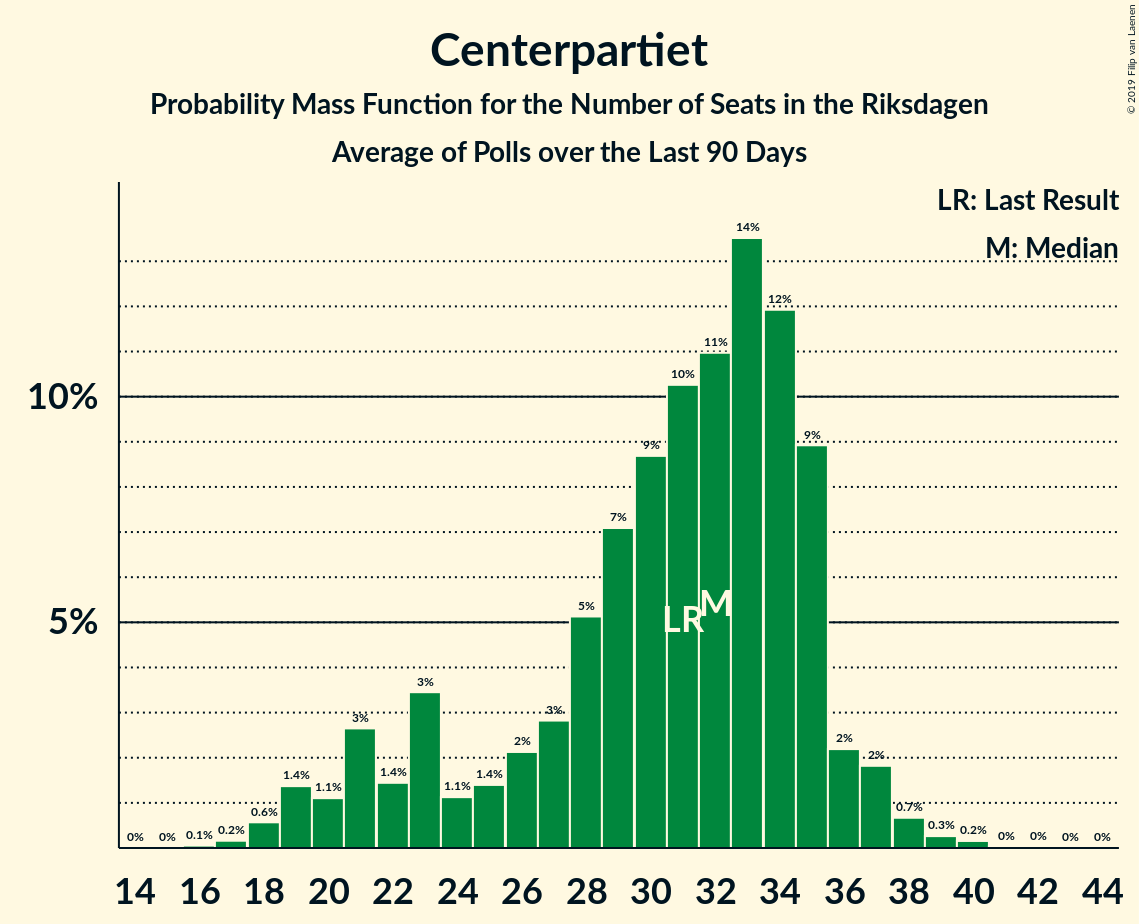 Centerpartiet
Probability Mass Function for the Number of Seats in the Riksdagen
Average of Polls over the Last 90 Days
© 2019 Filip van Laenen
LR: Last Result
M: Median
10%
5%
0% 0% 0.1% 0.2% 0.6% 1.4% 1.1% 3% 1.4% 3% 1.1% 1.4% 2% 3% 5% 7% 9% 10% 11% 14% 12% 9% 2% 2% 0.7% 0.3% 0.2% 0% 0% 0% 0%
LR M
14 16 18 20 22 24 26 28 30 32 34 36 38 40 42 44